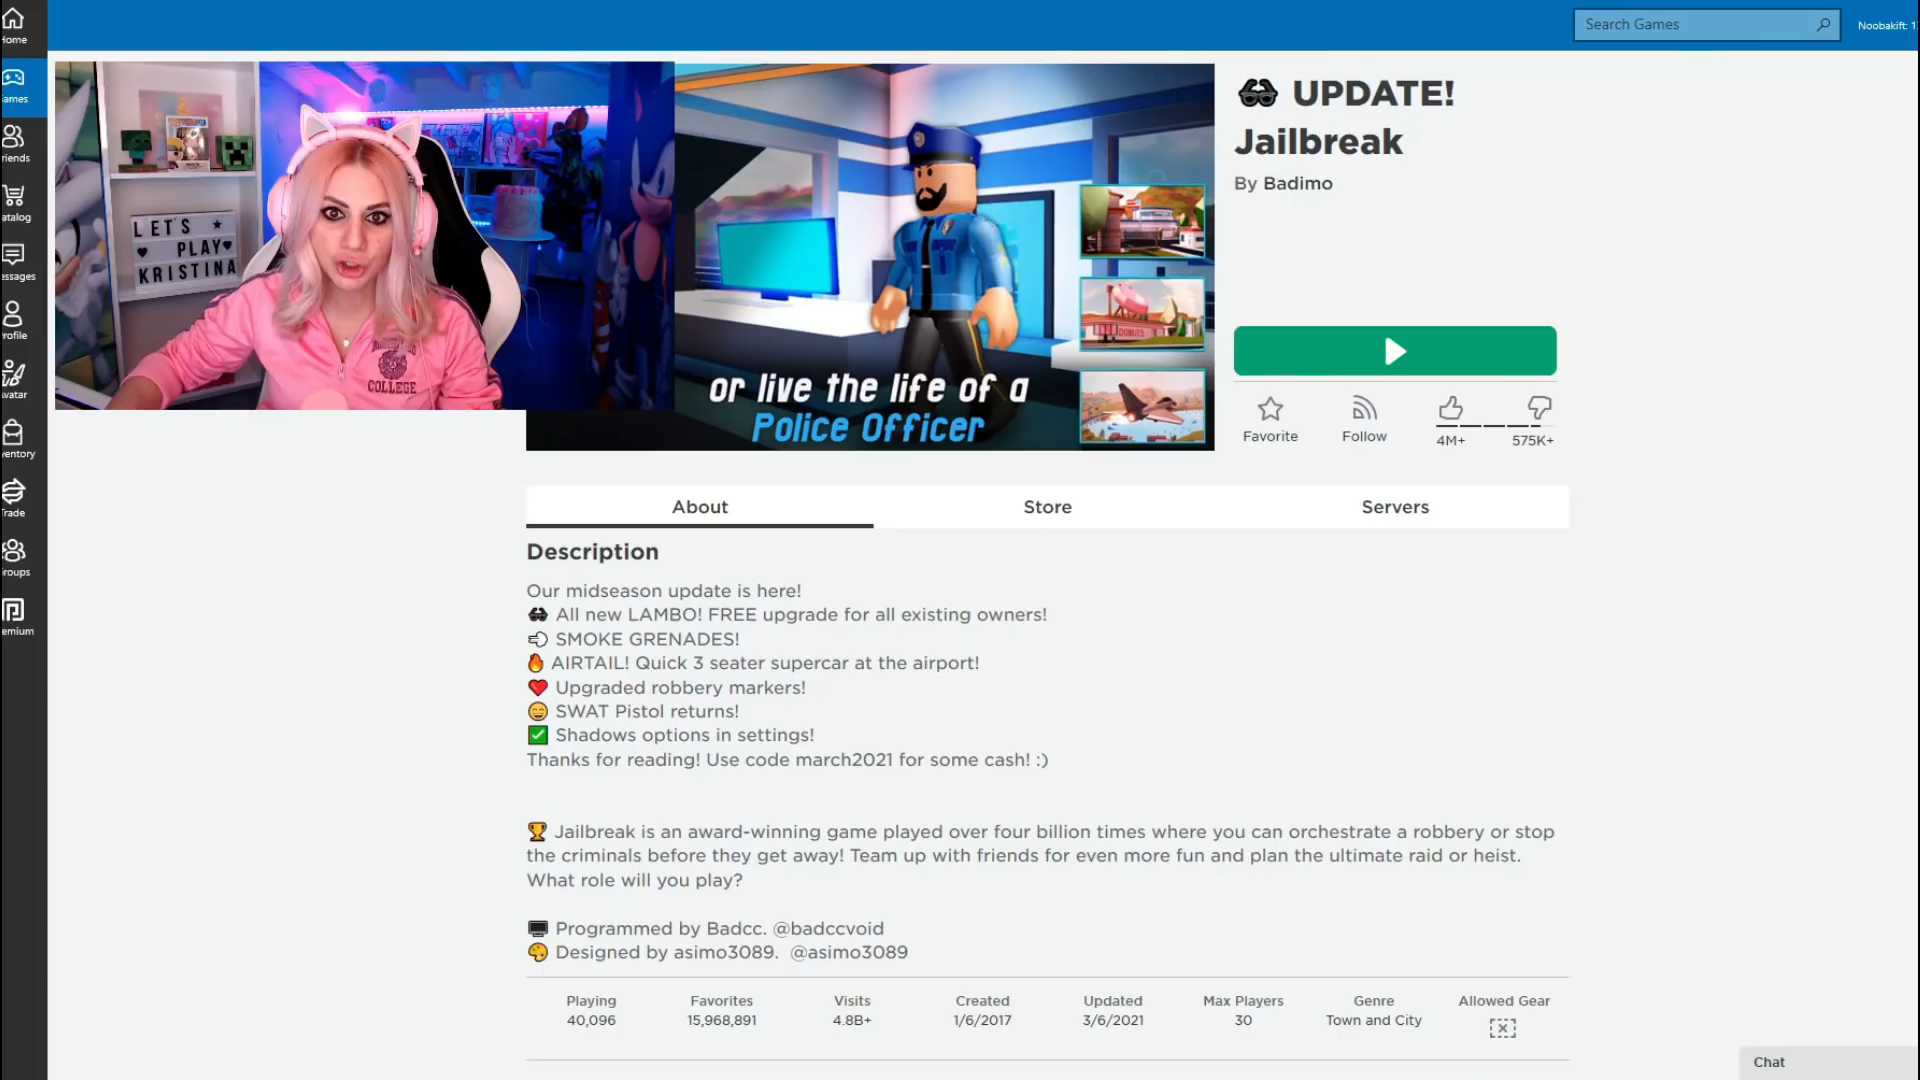 Home
Search Games
Noobakift: 1
ames
riends
atalog
essages
rofile
vatar
ventory
Trade
roups
emium
LET'S
PLAY
KRISTINA
COLLEGE
DONUTS
or live the life of a
Police Officer
UPDATE!
Jailbreak
By Badimo
Favorite
Follow
4M+
575K+
About
Store
Servers
Description
Our midseason update is here!
😎 All new LAMBO! FREE upgrade for all existing owners!
💨 SMOKE GRENADES!
🔥 AIRTAIL! Quick 3 seater supercar at the airport!
❤️ Upgraded robbery markers!
😄 SWAT Pistol returns!
✅ Shadows options in settings!
Thanks for reading! Use code march2021 for some cash! :)
🏆 Jailbreak is an award-winning game played over four billion times where you can orchestrate a robbery or stop
the criminals before they get away! Team up with friends for even more fun and plan the ultimate raid or heist.
What role will you play?
🖥️ Programmed by Badcc. @badccvoid
🎨 Designed by asimo3089. @asimo3089
Playing Favorites Visits Created Updated Max Players Genre Allowed Gear
40,096 15,968,891 4.8B+ 1/6/2017 3/6/2021 30 Town and City
Chat